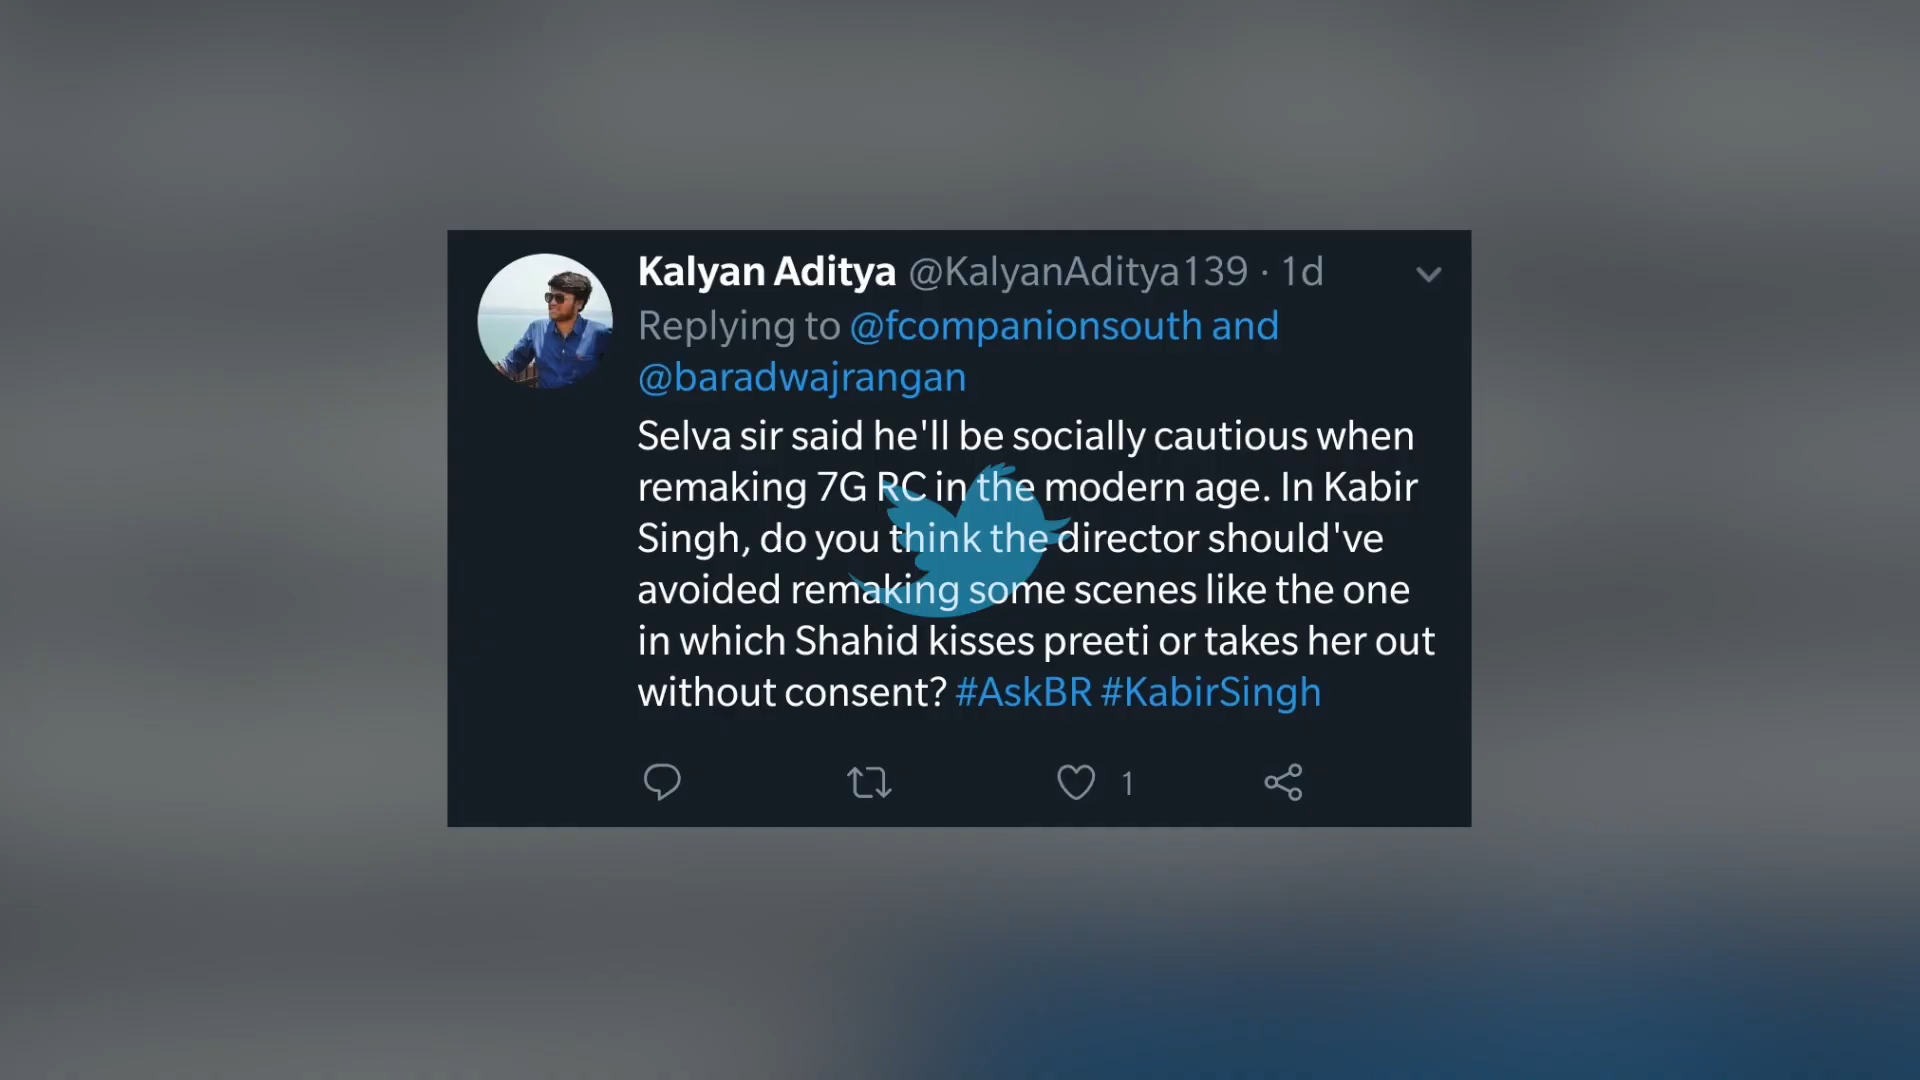 Kalyan Aditya @KalyanAditya139 · 1d
Replying to @fcompanionsouth and
@baradwajrangan
Selva sir said he'll be socially cautious when
remaking 7G RC in the modern age. In Kabir
Singh, do you think the director should've
avoided remaking some scenes like the one
in which Shahid kisses preeti or takes her out
without consent? #AskBR #KabirSingh
1